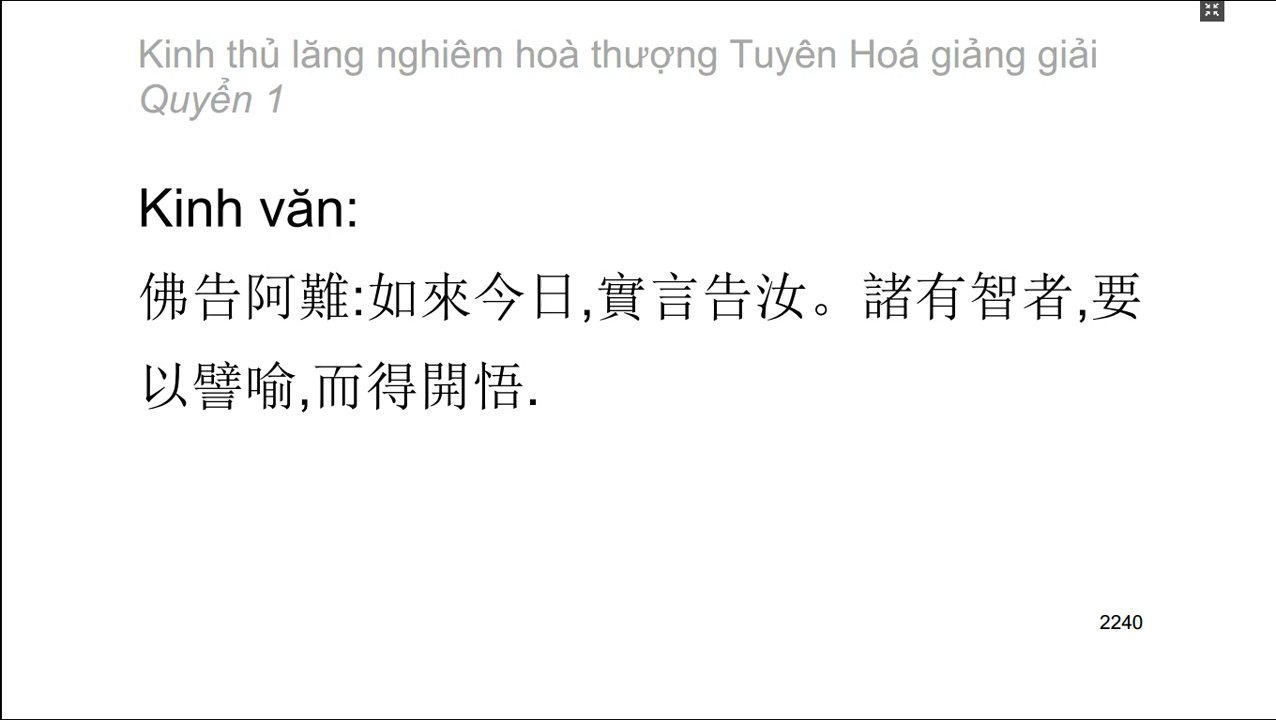 Kinh thủ lăng nghiêm hoà thượng Tuyên Hoá giảng giải
Quyển 1
Kinh văn:
佛告阿難:如來今日,實言告汝。諸有智者,要
以譬喻,而得開悟.
2240